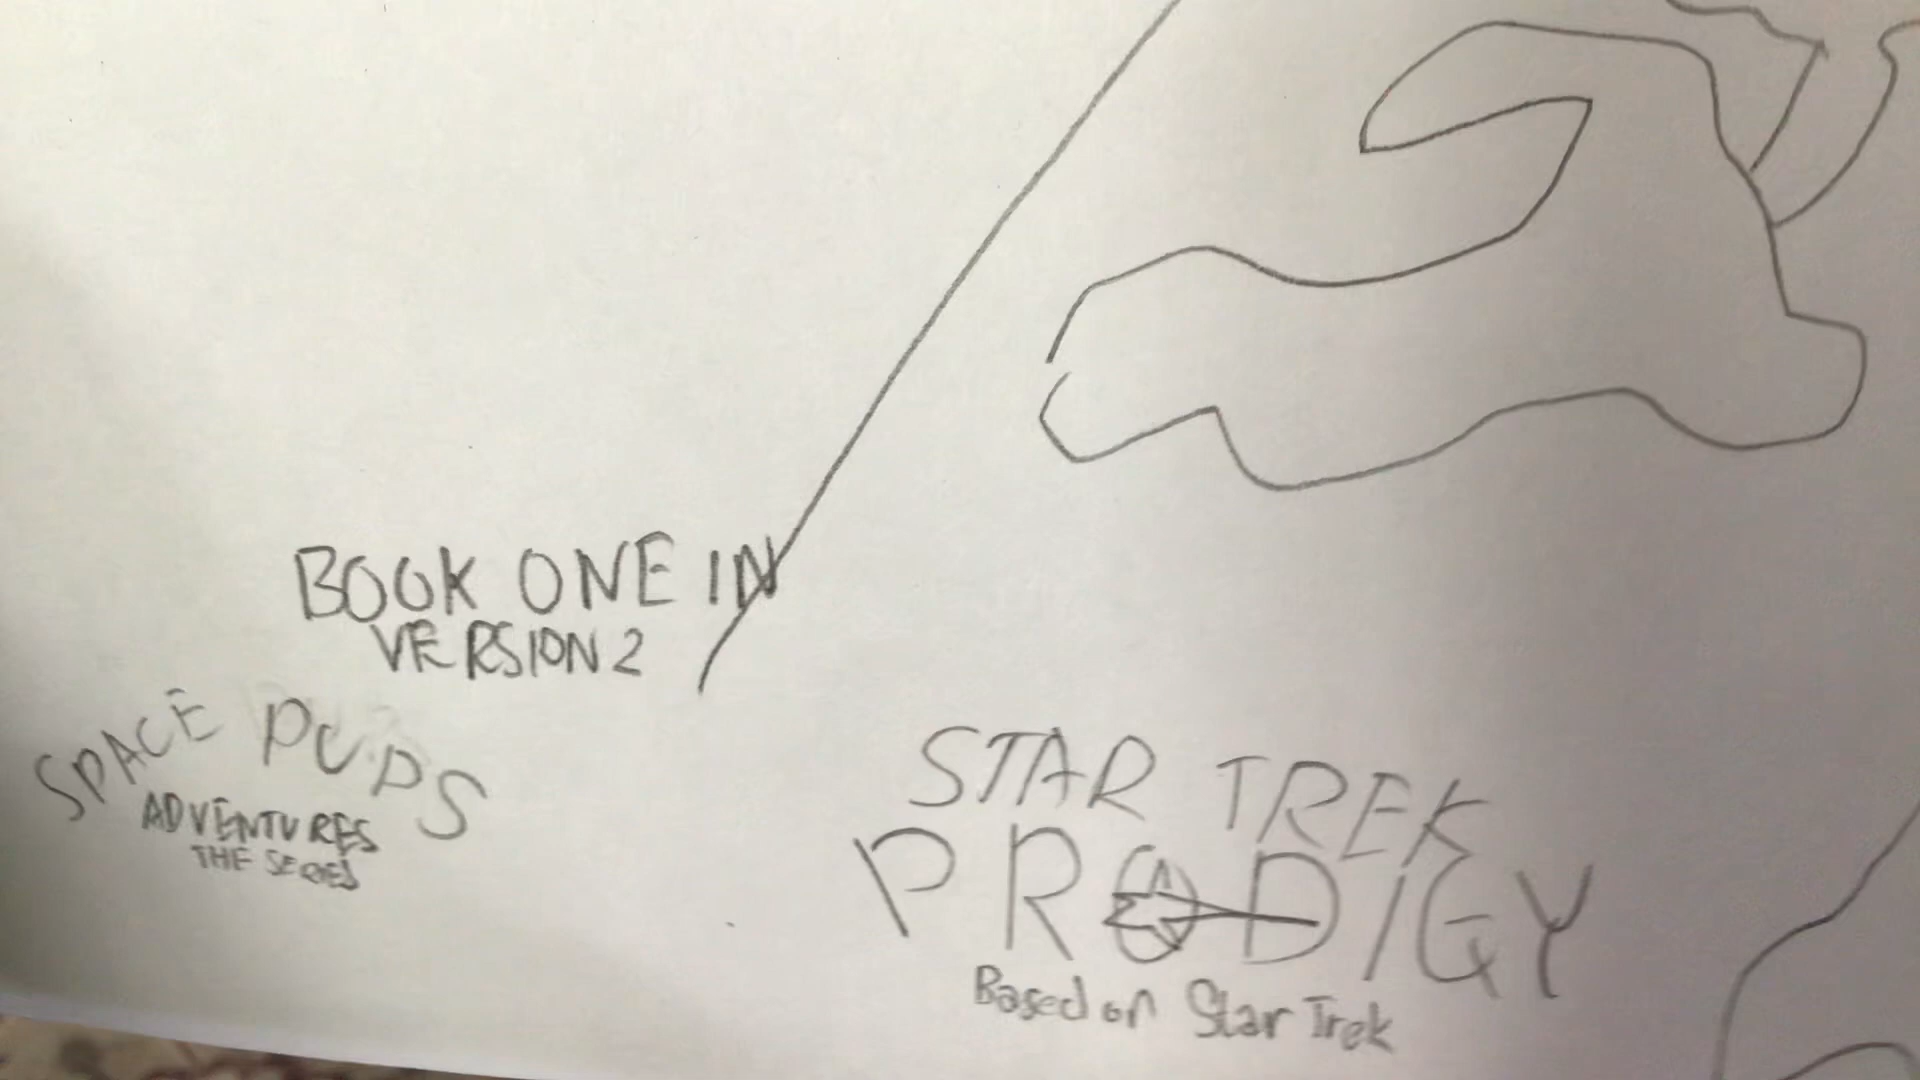 BOOK ONE IN
VERSION 2
SPACE PUPS
ADVENTURES
THE SERIES
STAR TREK
PRODIGY
Based on Star Trek